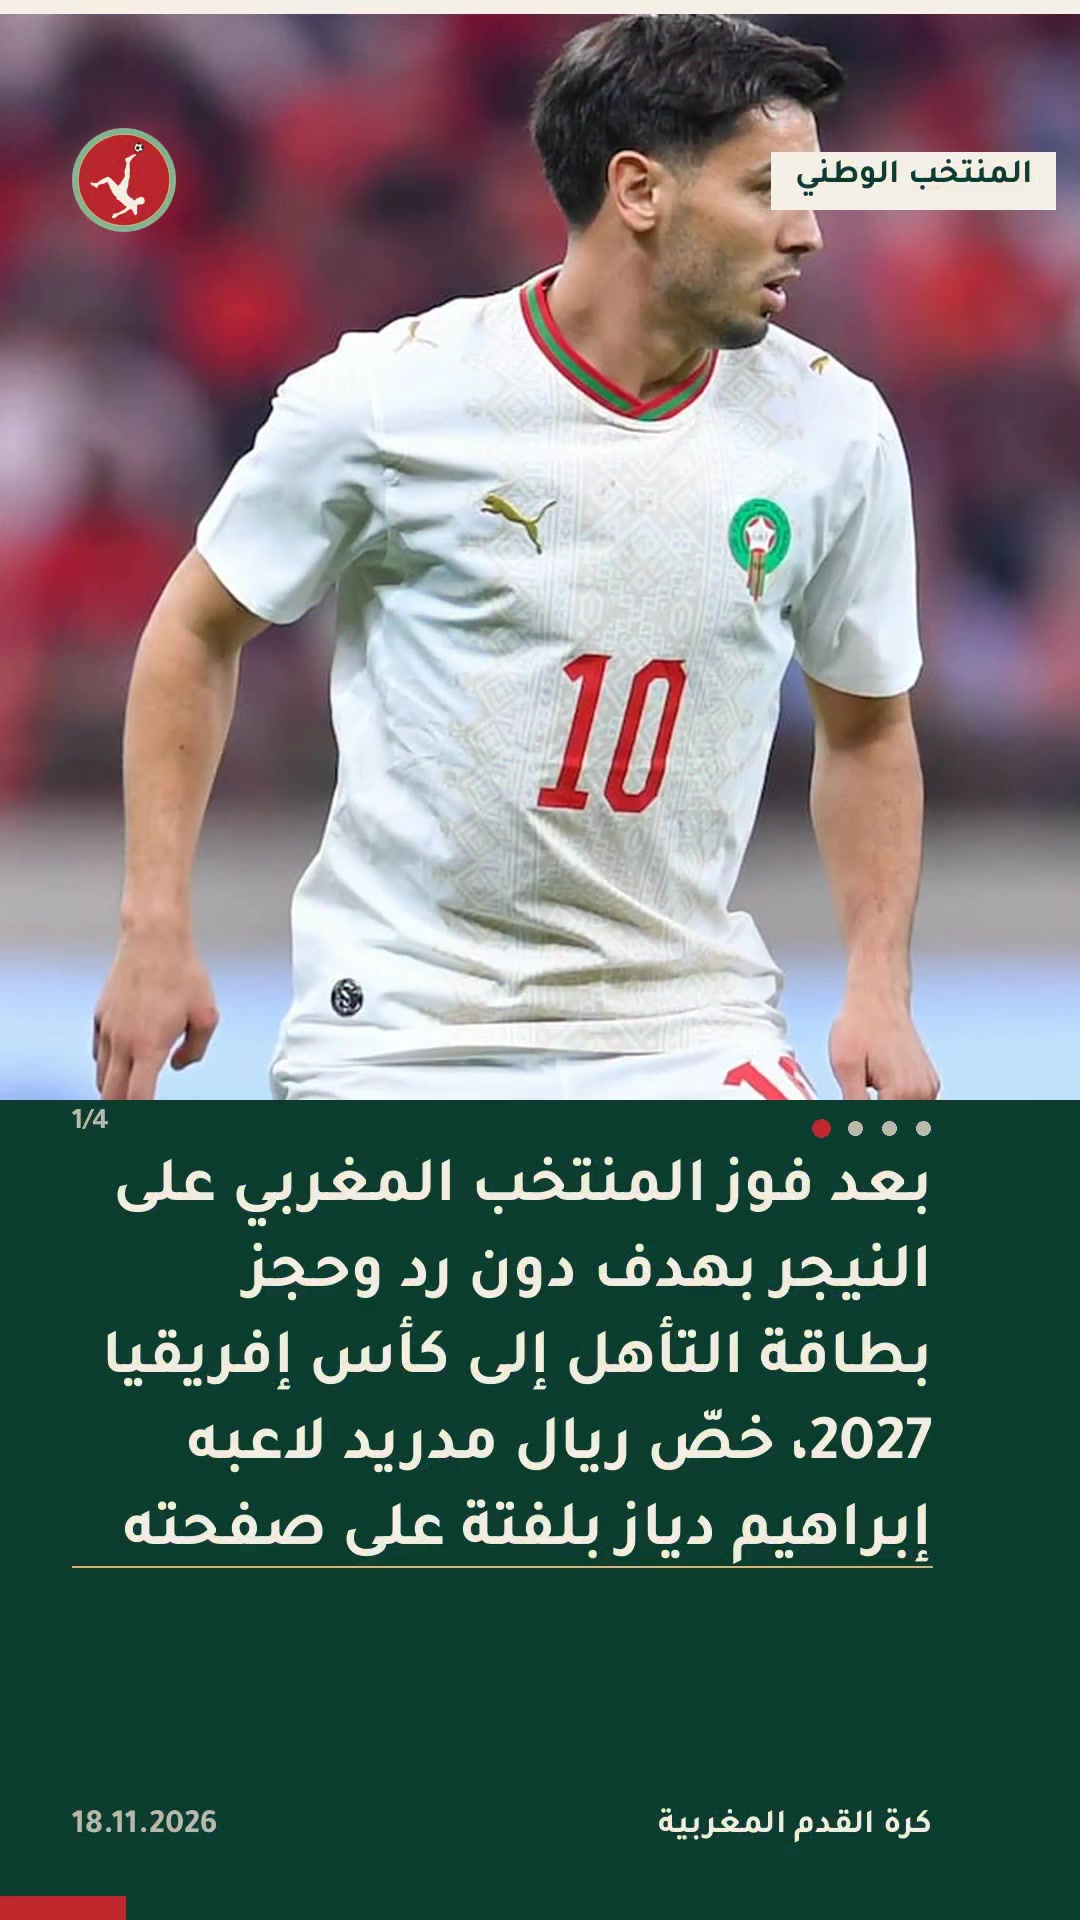 المنتخب الوطني
10
1/4
بعد فوز المنتخب المغربي على
النيجر بهدف دون رد وحجز
بطاقة التأهل إلى كأس إفريقيا
2027، خصّ ريال مدريد لاعبه
إبراهيم دياز بلفتة على صفحته
كرة القدم المغربية
18.11.2026